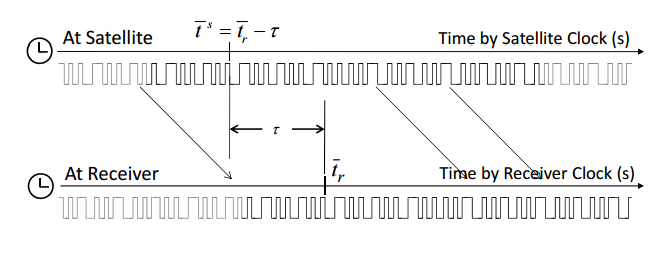 At Satellite
t̄ˢ = t̄ᵣ − τ
Time by Satellite Clock (s)
τ
At Receiver
t̄ᵣ
Time by Receiver Clock (s)